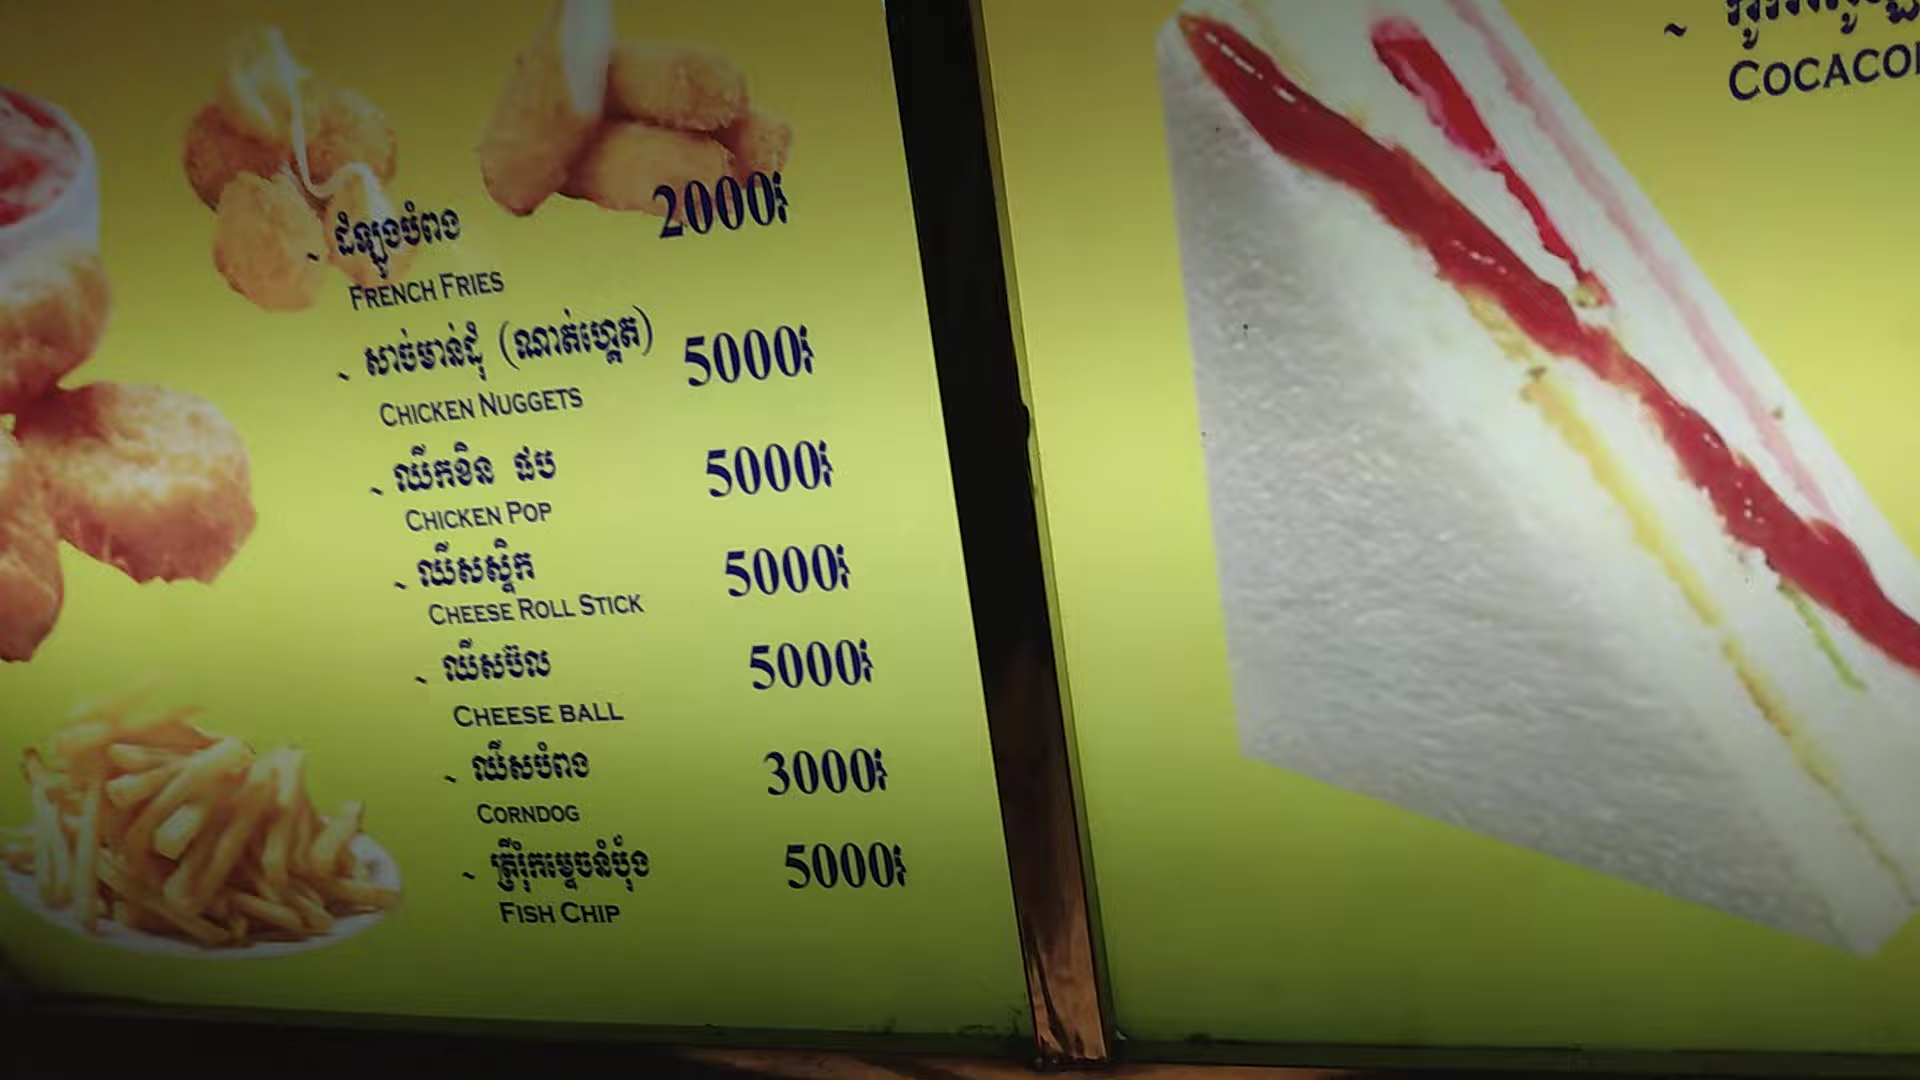 ~ ដំឡូងបំពង 2000៛
FRENCH FRIES
~ សាច់មាន់ដុំ (ណាត់ហ្គេត) 5000៛
CHICKEN NUGGETS
~ ឈីកខិន ផប 5000៛
CHICKEN POP
~ ឈីសស្ទិក 5000៛
CHEESE ROLL STICK
~ ឈីសប៊ល 5000៛
CHEESE BALL
~ ឈីសបំពង 3000៛
CORNDOG
~ ត្រីរុំកម្ទេចនំប៉័ង 5000៛
FISH CHIP